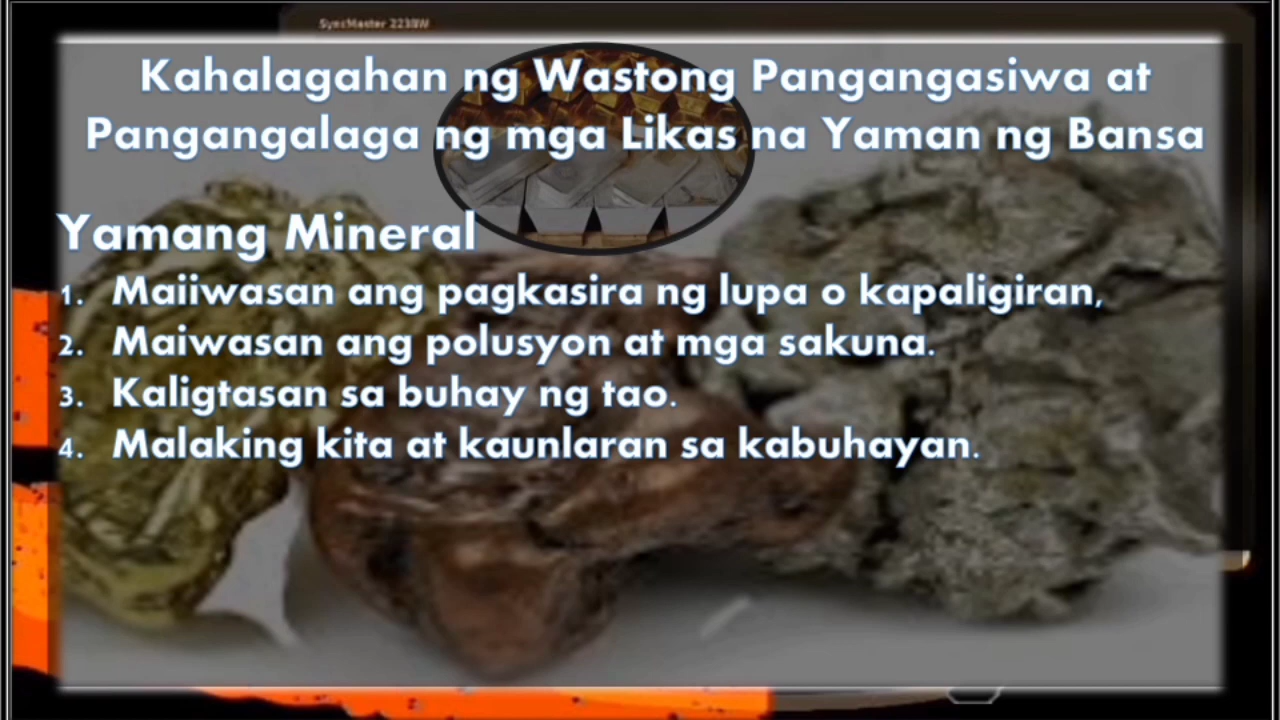 SyncMaster 2238W
Kahalagahan ng Wastong Pangangasiwa at
Pangangalaga ng mga Likas na Yaman ng Bansa
Yamang Mineral
1. Maiiwasan ang pagkasira ng lupa o kapaligiran,
2. Maiwasan ang polusyon at mga sakuna.
3. Kaligtasan sa buhay ng tao.
4. Malaking kita at kaunlaran sa kabuhayan.